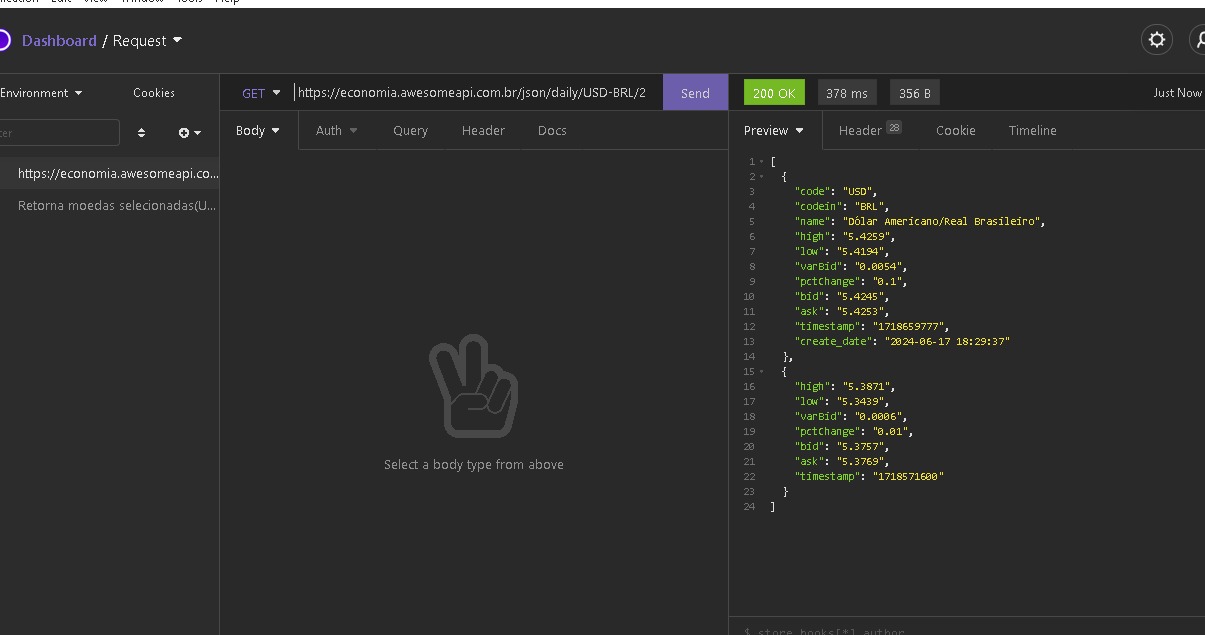 Edit View Window Tools Help
Dashboard / Request
Environment
Cookies
https://economia.awesomeapi.co...
Retorna moedas selecionadas(U...
GET https://economia.awesomeapi.com.br/json/daily/USD-BRL/2 Send
Body Auth Query Header Docs
Select a body type from above
200 OK 378 ms 356 B Just Now
Preview Header 28 Cookie Timeline
1 [
2 {
3 "code": "USD",
4 "codein": "BRL",
5 "name": "Dólar Americano/Real Brasileiro",
6 "high": "5.4259",
7 "low": "5.4194",
8 "varBid": "0.0054",
9 "pctChange": "0.1",
10 "bid": "5.4245",
11 "ask": "5.4253",
12 "timestamp": "1718659777",
13 "create_date": "2024-06-17 18:29:37"
14 },
15 {
16 "high": "5.3871",
17 "low": "5.3439",
18 "varBid": "0.0006",
19 "pctChange": "0.01",
20 "bid": "5.3757",
21 "ask": "5.3769",
22 "timestamp": "1718571600"
23 }
24 ]
$.store.books[*].author